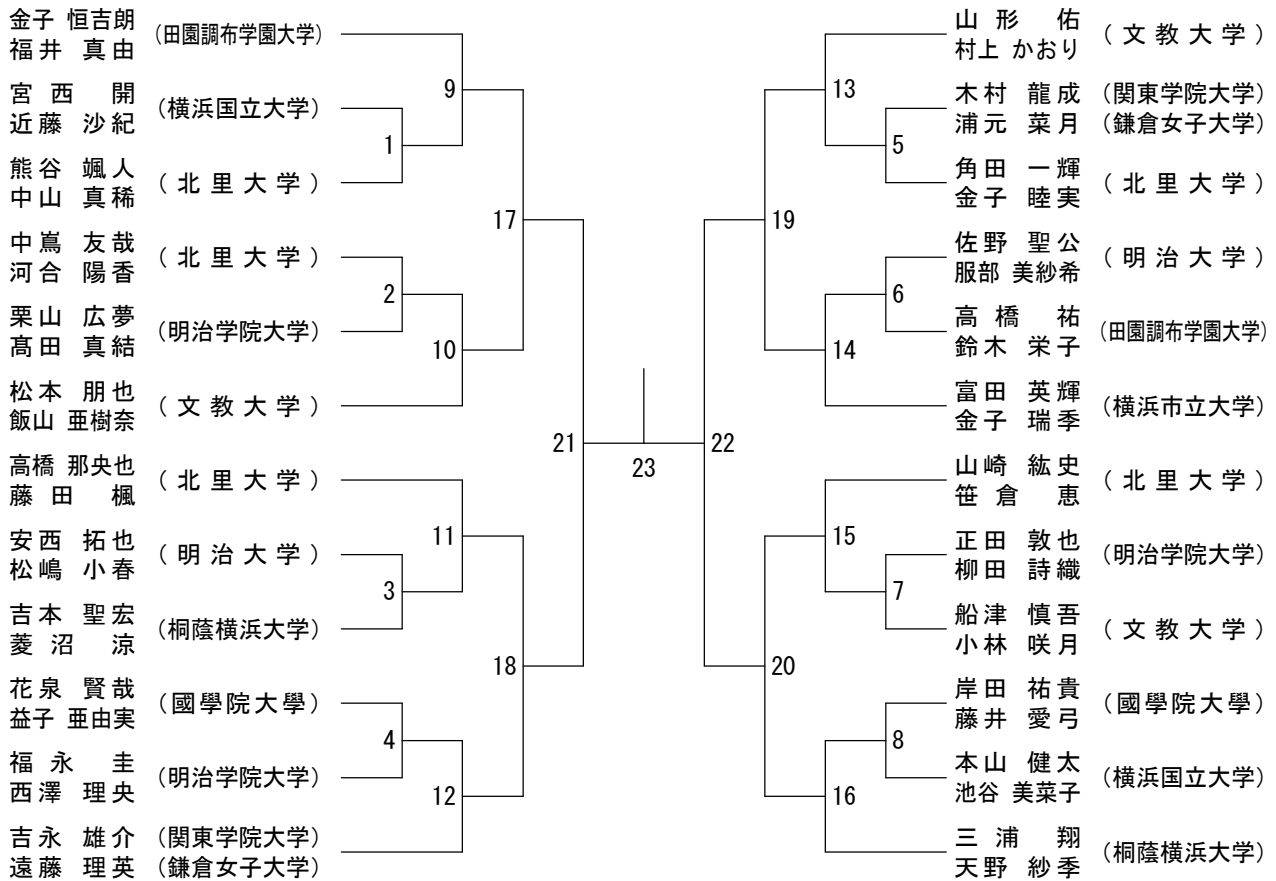 金子 恒吉朗
福井 真由
(田園調布学園大学)
宮西 開
近藤 沙紀
(横浜国立大学)
熊谷 颯人
中山 真稀
(北里大学)
中嶌 友哉
河合 陽香
(北里大学)
栗山 広夢
髙田 真結
(明治学院大学)
松本 朋也
飯山 亜樹奈
(文教大学)
高橋 那央也
藤田 楓
(北里大学)
安西 拓也
松嶋 小春
(明治大学)
吉本 聖宏
菱沼 涼
(桐蔭横浜大学)
花泉 賢哉
益子 亜由実
(國學院大學)
福永 圭
西澤 理央
(明治学院大学)
吉永 雄介 (関東学院大学)
遠藤 理英 (鎌倉女子大学)
1
2
3
4
9
10
11
12
17
18
21
23
22
19
20
13
14
15
16
5
6
7
8
山形 佑
村上 かおり
(文教大学)
木村 龍成 (関東学院大学)
浦元 菜月 (鎌倉女子大学)
角田 一輝
金子 睦実
(北里大学)
佐野 聖公
服部 美紗希
(明治大学)
高橋 祐
鈴木 栄子
(田園調布学園大学)
富田 英輝
金子 瑞季
(横浜市立大学)
山崎 紘史
笹倉 恵
(北里大学)
正田 敦也
柳田 詩織
(明治学院大学)
船津 慎吾
小林 咲月
(文教大学)
岸田 祐貴
藤井 愛弓
(國學院大學)
本山 健太
池谷 美菜子
(横浜国立大学)
三浦 翔
天野 紗季
(桐蔭横浜大学)